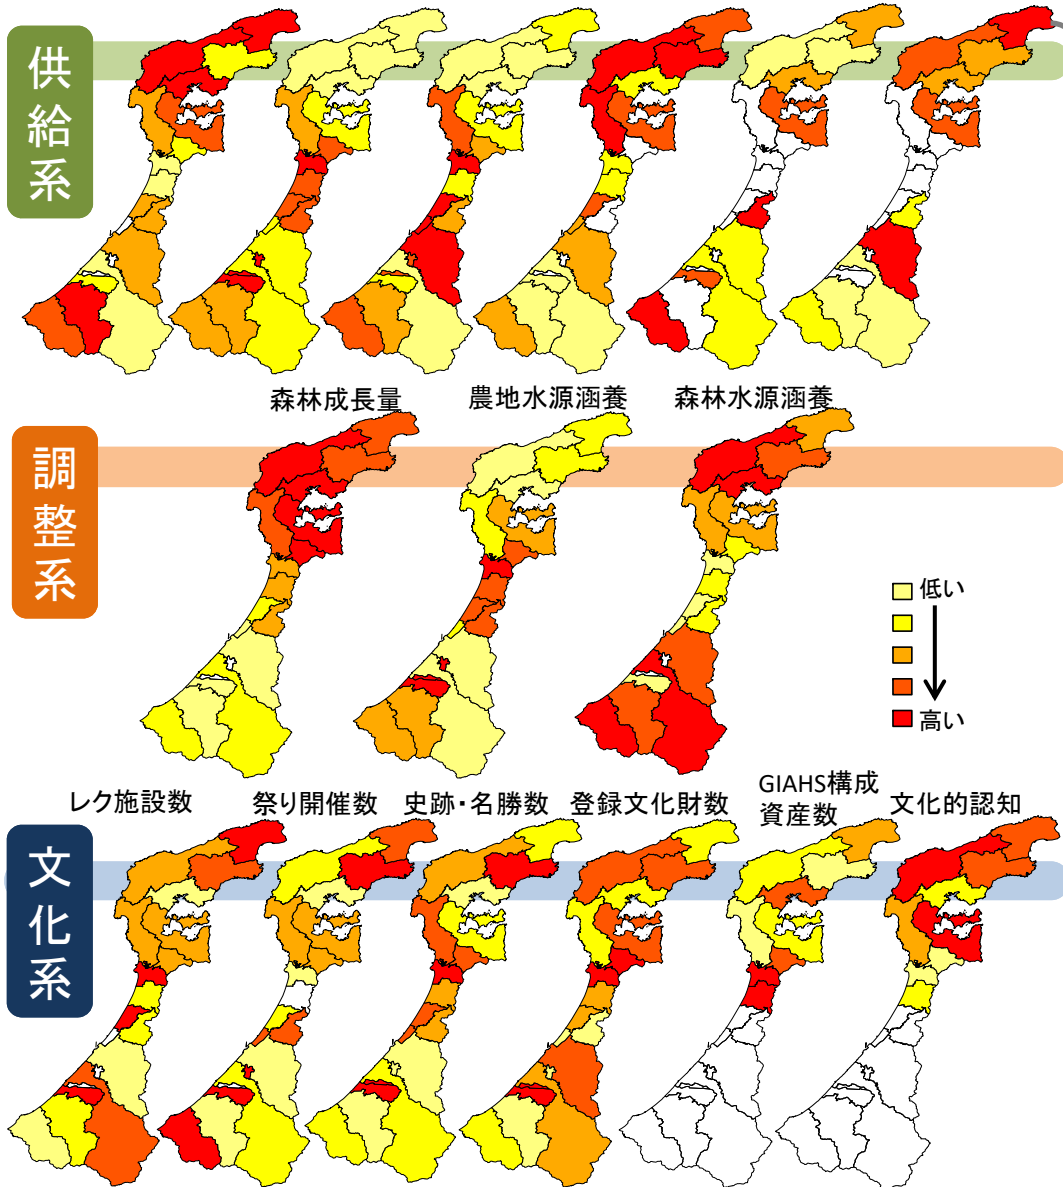 供給系
森林成長量 農地水源涵養 森林水源涵養
調整系
低い
高い
レク施設数 祭り開催数 史跡・名勝数 登録文化財数 GIAHS構成
資産数 文化的認知
文化系